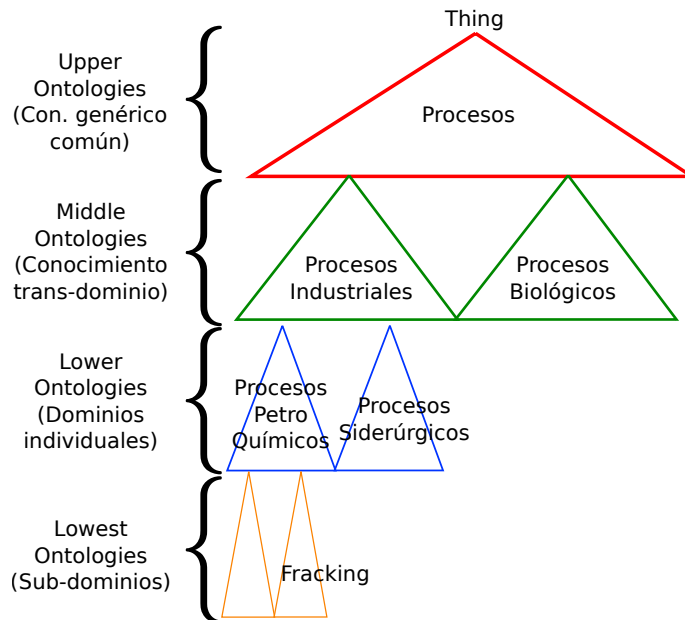 Thing
Upper
Ontologies
(Con. genérico
común)
Procesos
Middle
Ontologies
(Conocimiento
trans-dominio)
Procesos
Industriales
Procesos
Biológicos
Lower
Ontologies
(Dominios
individuales)
Procesos
Petro
Químicos
Procesos
Siderúrgicos
Lowest
Ontologies
(Sub-dominios)
Fracking